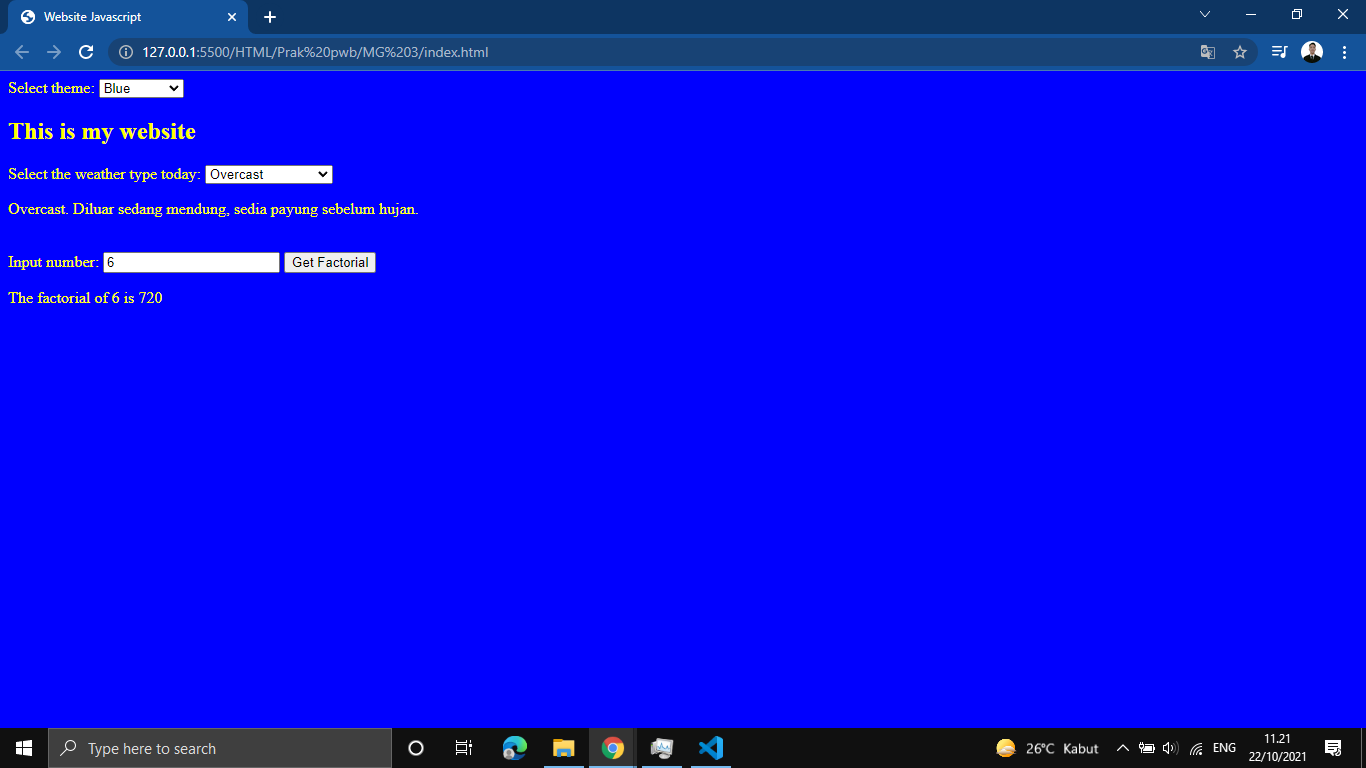 Website Javascript
127.0.0.1:5500/HTML/Prak%20pwb/MG%203/index.html
Select theme: Blue
This is my website
Select the weather type today: Overcast
Overcast. Diluar sedang mendung, sedia payung sebelum hujan.
Input number: 6 Get Factorial
The factorial of 6 is 720
Type here to search
26°C Kabut
ENG
11.21
22/10/2021